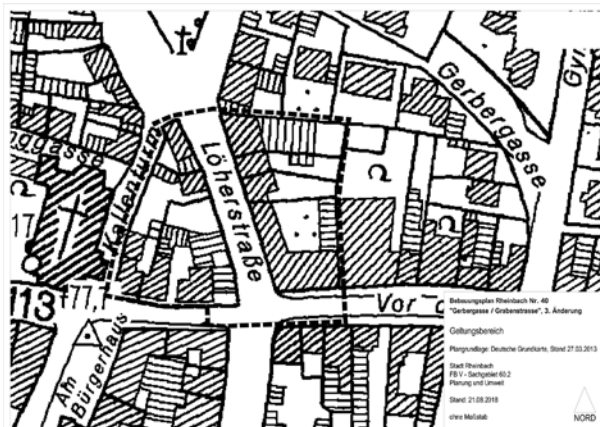 Gerbergasse
Kallenturm
Löherstraße
17
113
77,1
Vor d
Am
Bürgerhaus
Bebauungsplan Rheinbach Nr. 40
"Gerbergasse / Grabenstrasse", 3. Änderung
Geltungsbereich
Plangrundlage: Deutsche Grundkarte, Stand 27.03.2013
Stadt Rheinbach
FB V - Sachgebiet 60.2
Planung und Umwelt
Stand: 21.08.2018
ohne Maßstab
NORD